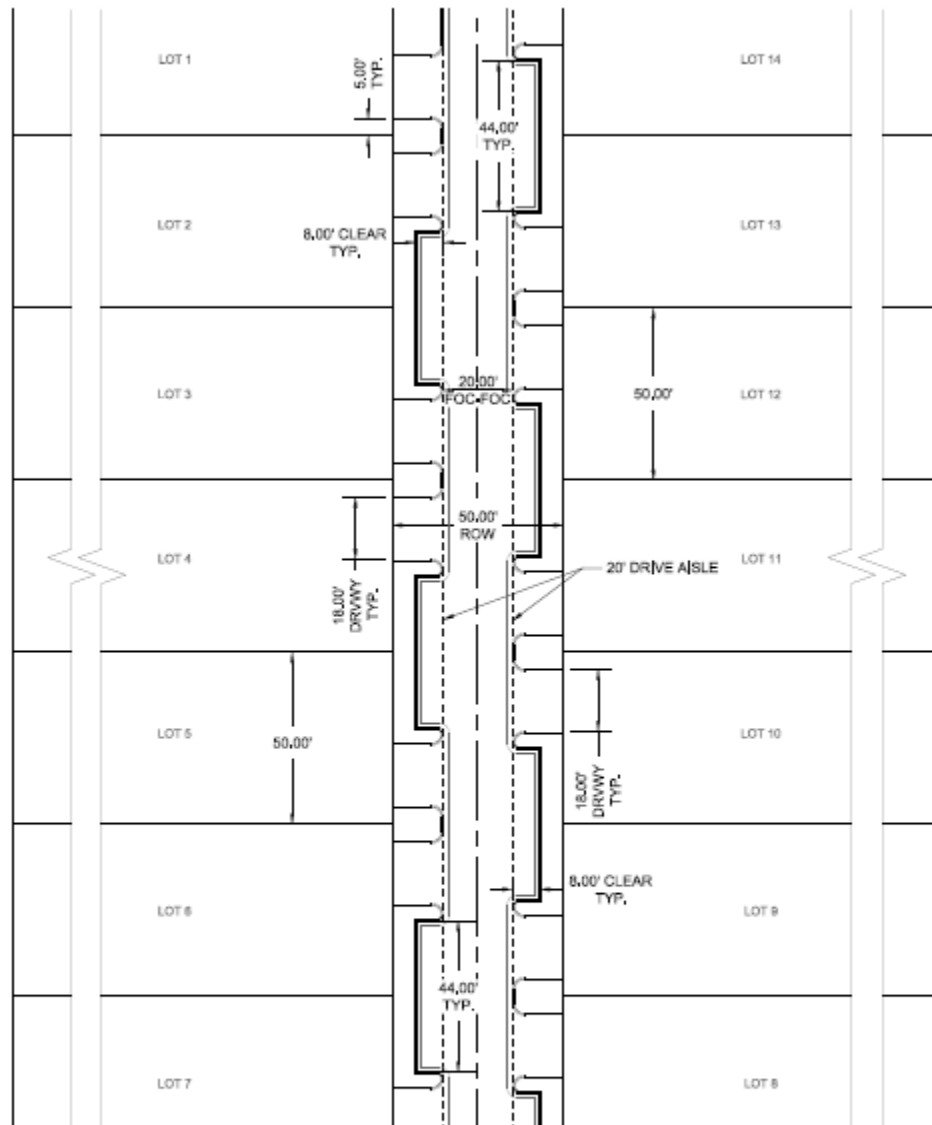 LOT 1
LOT 14
5.00'
TYP.
44.00'
TYP.
LOT 2
LOT 13
8.00' CLEAR
TYP.
20.00'
FOC-FOC
LOT 3
LOT 12
50.00'
50.00'
ROW
LOT 4
LOT 11
20' DRIVE AISLE
18.00'
DRVWY
TYP.
LOT 5
LOT 10
50.00'
18.00'
DRVWY
TYP.
8.00' CLEAR
TYP.
LOT 6
LOT 9
44.00'
TYP.
LOT 7
LOT 8